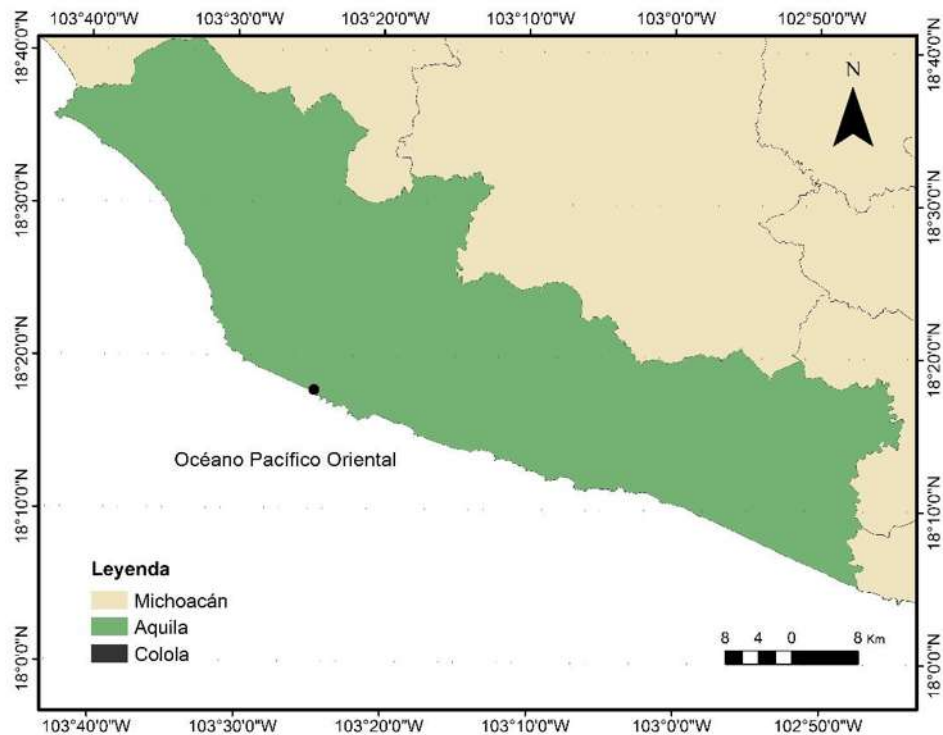 103°40'0"W 103°30'0"W 103°20'0"W 103°10'0"W 103°0'0"W 102°50'0"W
18°40'0"N 18°40'0"N
N
18°30'0"N 18°30'0"N
18°20'0"N 18°20'0"N
Océano Pacífico Oriental
18°10'0"N 18°10'0"N
Leyenda
Michoacán
Aquila
Colola
8 4 0 8 Km
18°0'0"N 18°0'0"N
103°40'0"W 103°30'0"W 103°20'0"W 103°10'0"W 103°0'0"W 102°50'0"W